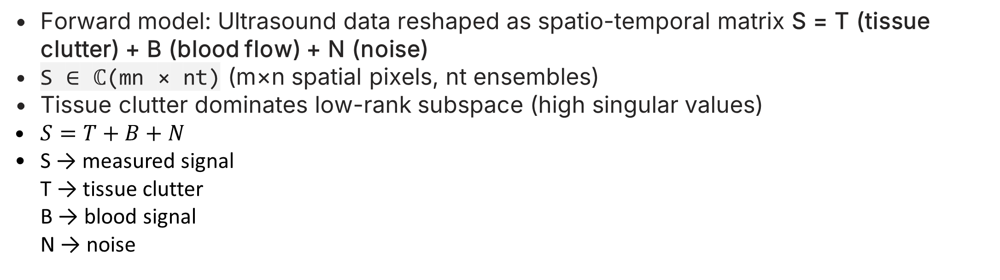 • Forward model: Ultrasound data reshaped as spatio-temporal matrix S = T (tissue
clutter) + B (blood flow) + N (noise)
• S ∈ ℂ(mn × nt) (m×n spatial pixels, nt ensembles)
• Tissue clutter dominates low-rank subspace (high singular values)
• S = T + B + N
• S → measured signal
T → tissue clutter
B → blood signal
N → noise